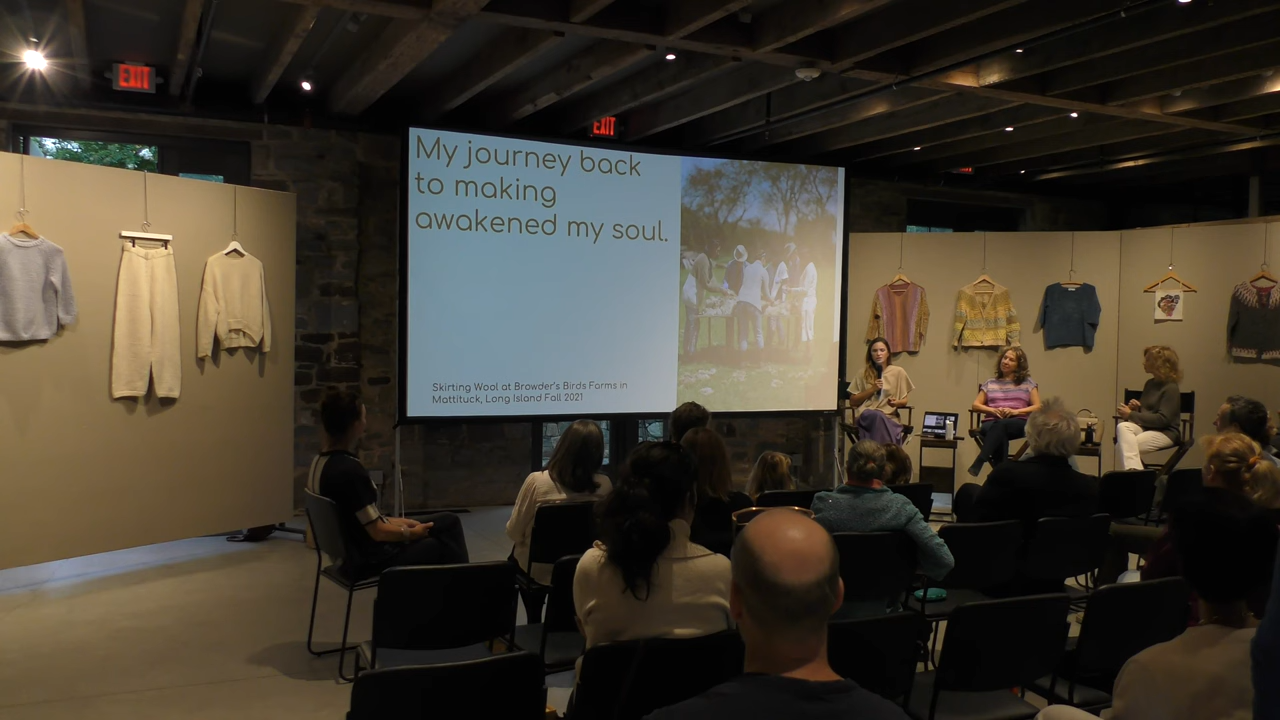 EXIT
EXIT
My journey back
to making
awakened my soul.
Skirting Wool at Browder's Birds Farms in
Mattituck, Long Island Fall 2021